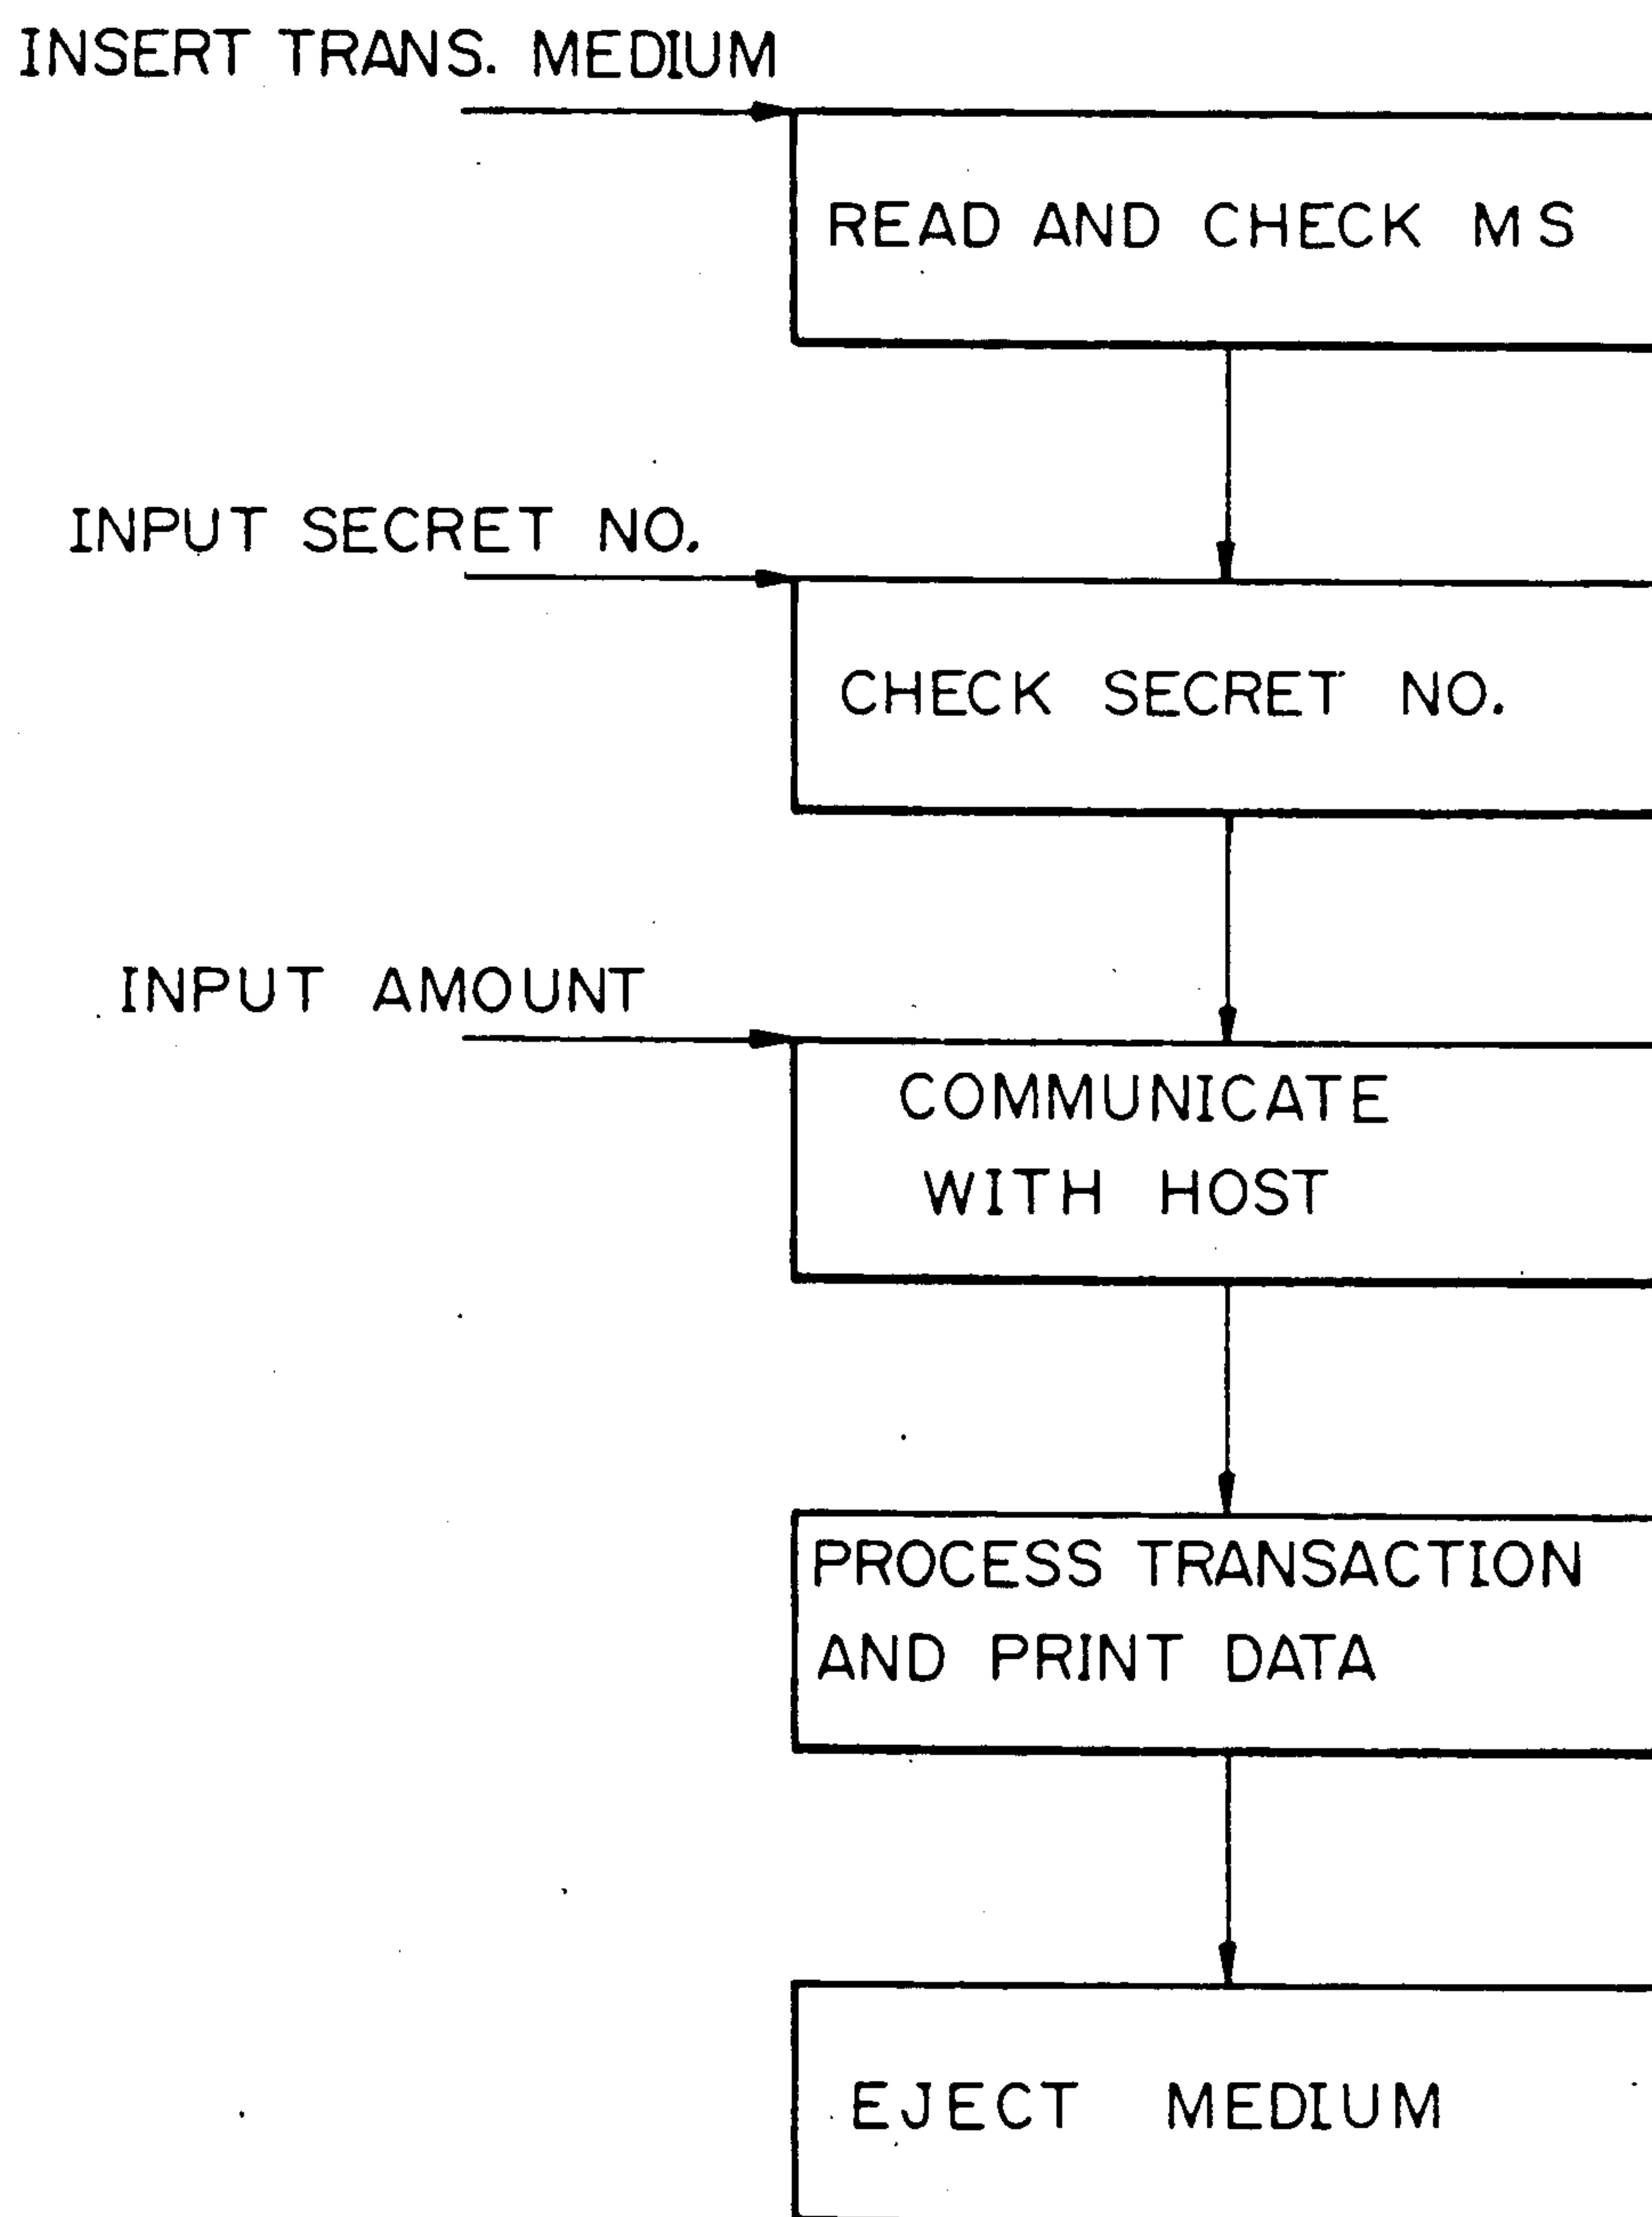 INSERT TRANS. MEDIUM
READ AND CHECK MS
INPUT SECRET NO.
CHECK SECRET NO.
INPUT AMOUNT
COMMUNICATE
WITH HOST
PROCESS TRANSACTION
AND PRINT DATA
EJECT MEDIUM